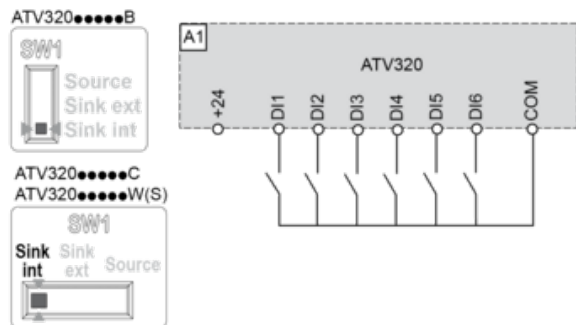 ATV320●●●●●B
SW1
Source
Sink ext
Sink int
ATV320●●●●●C
ATV320●●●●●W(S)
SW1
Sink int
Sink ext
Source
A1
ATV320
+24
DI1
DI2
DI3
DI4
DI5
DI6
COM